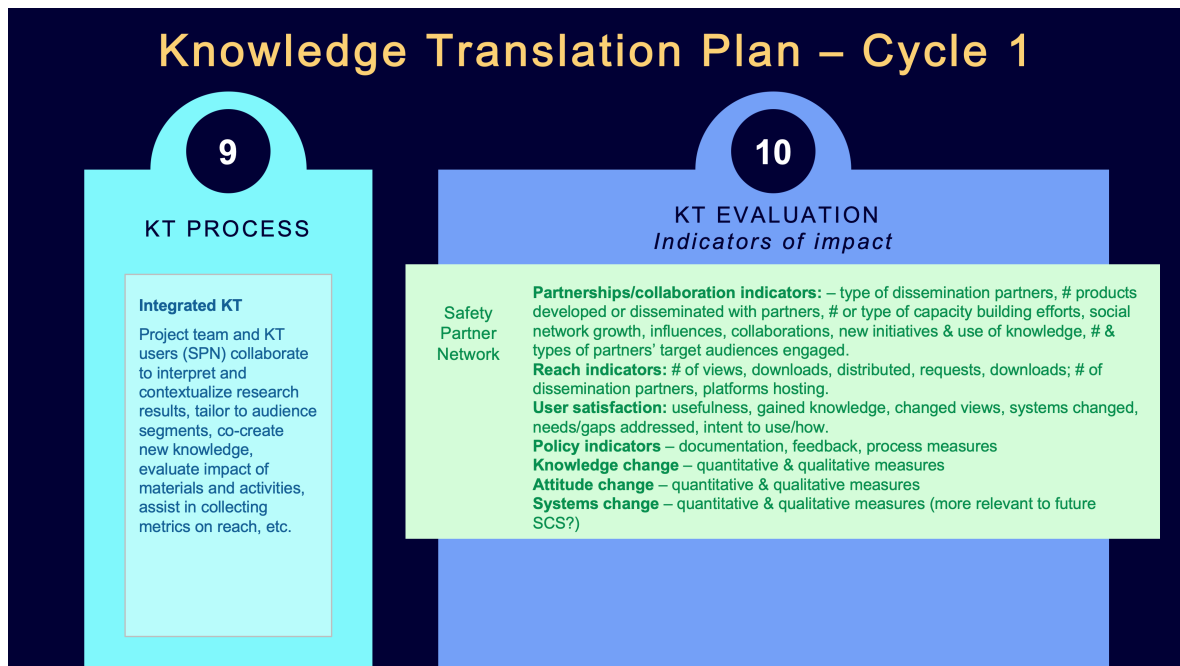 Knowledge Translation Plan – Cycle 1
9
KT PROCESS
Integrated KT
Project team and KT
users (SPN) collaborate
to interpret and
contextualize research
results, tailor to audience
segments, co-create
new knowledge,
evaluate impact of
materials and activities,
assist in collecting
metrics on reach, etc.
10
KT EVALUATION
Indicators of impact
Safety
Partner
Network
Partnerships/collaboration indicators: – type of dissemination partners, # products
developed or disseminated with partners, # or type of capacity building efforts, social
network growth, influences, collaborations, new initiatives & use of knowledge, # &
types of partners’ target audiences engaged.
Reach indicators: # of views, downloads, distributed, requests, downloads; # of
dissemination partners, platforms hosting.
User satisfaction: usefulness, gained knowledge, changed views, systems changed,
needs/gaps addressed, intent to use/how.
Policy indicators – documentation, feedback, process measures
Knowledge change – quantitative & qualitative measures
Attitude change – quantitative & qualitative measures
Systems change – quantitative & qualitative measures (more relevant to future
SCS?)